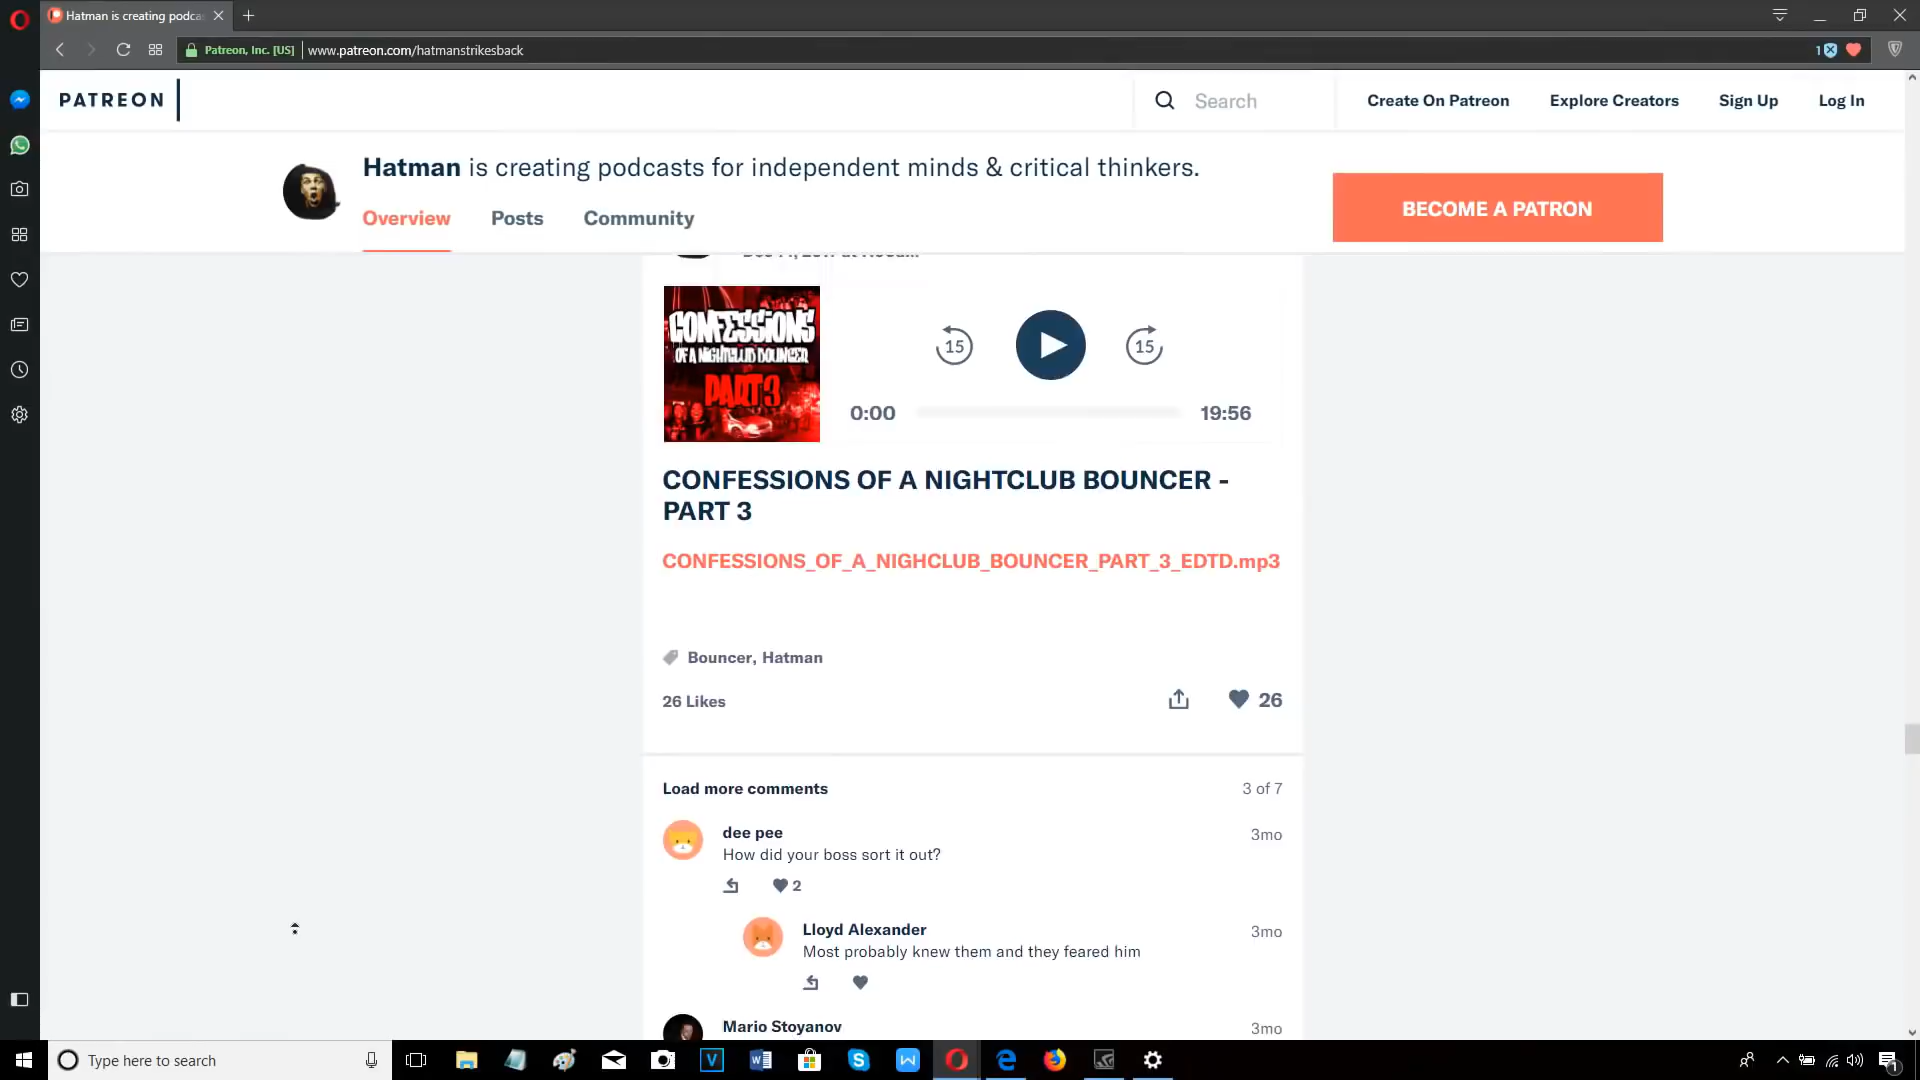 Hatman is creating podca
Patreon, Inc. [US]
www.patreon.com/hatmanstrikesback
1
PATREON
Search
Create On Patreon
Explore Creators
Sign Up
Log In
Hatman is creating podcasts for independent minds & critical thinkers.
BECOME A PATRON
Overview
Posts
Community
CONFESSIONS
OF A NIGHTCLUB BOUNCER
PART 3
15
15
0:00
19:56
CONFESSIONS OF A NIGHTCLUB BOUNCER -
PART 3
CONFESSIONS_OF_A_NIGHCLUB_BOUNCER_PART_3_EDTD.mp3
Bouncer, Hatman
26 Likes
26
Load more comments
3 of 7
dee pee
3mo
How did your boss sort it out?
2
Lloyd Alexander
3mo
Most probably knew them and they feared him
Mario Stoyanov
3mo
Type here to search
1